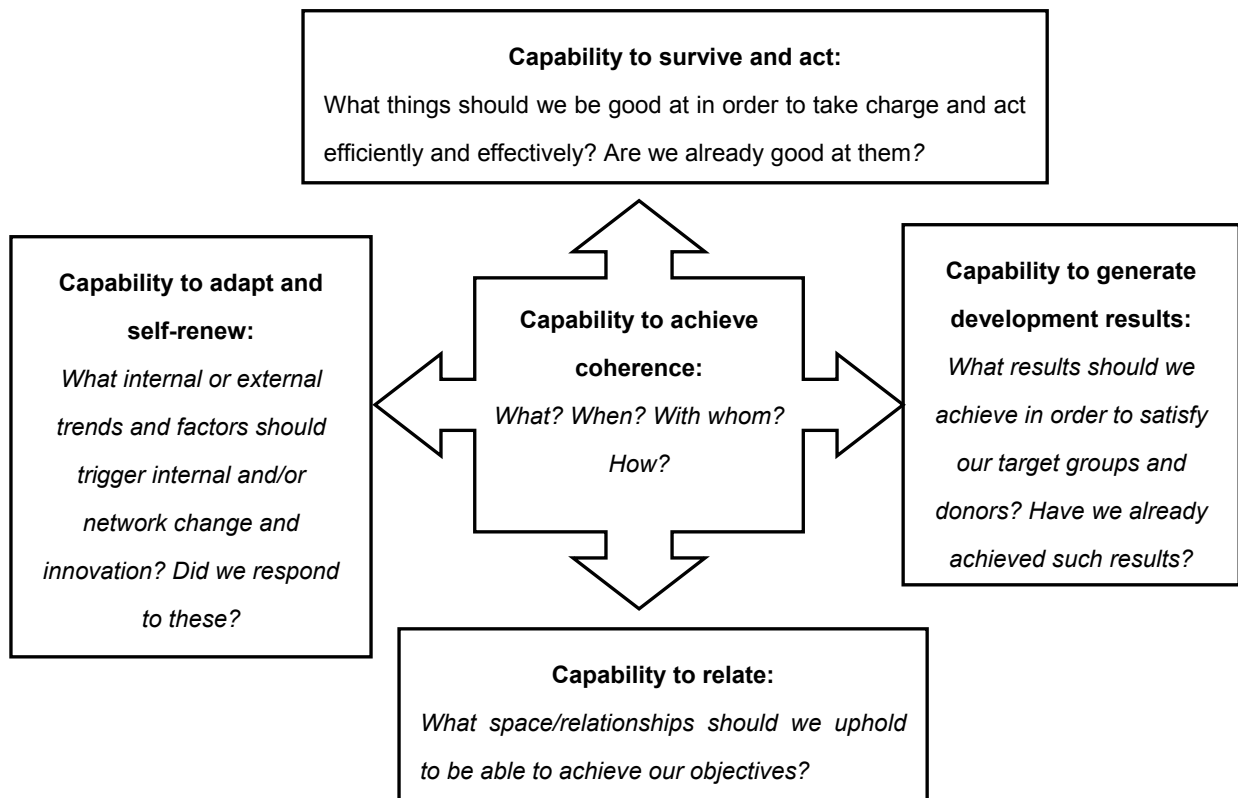 Capability to survive and act:
What things should we be good at in order to take charge and act
efficiently and effectively? Are we already good at them?
Capability to adapt and
self-renew:
What internal or external
trends and factors should
trigger internal and/or
network change and
innovation? Did we respond
to these?
Capability to achieve
coherence:
What? When? With whom?
How?
Capability to generate
development results:
What results should we
achieve in order to satisfy
our target groups and
donors? Have we already
achieved such results?
Capability to relate:
What space/relationships should we uphold
to be able to achieve our objectives?